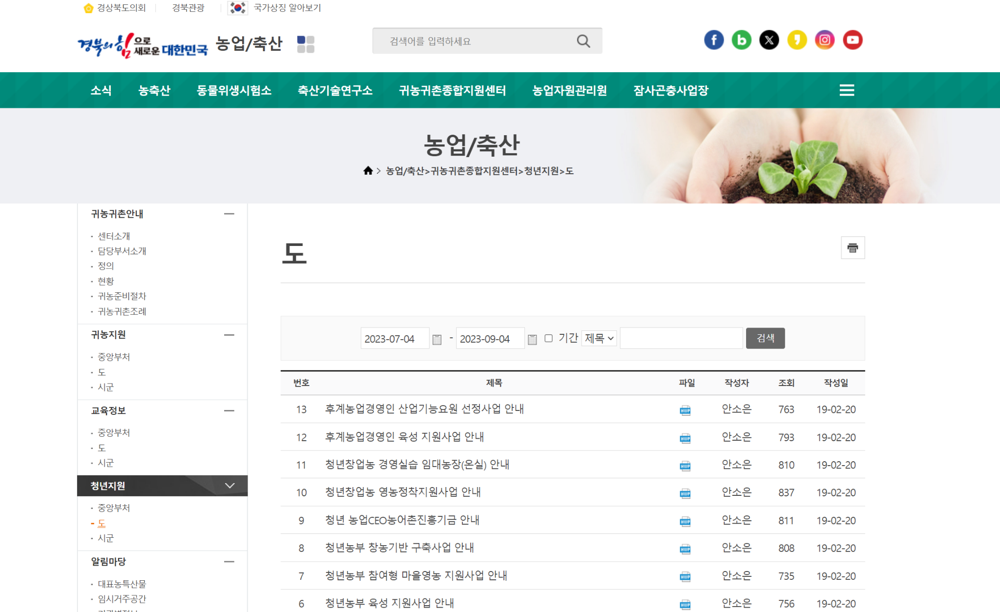 경상북도의회
경북관광
국가상징 알아보기
경북의 힘으로 새로운 대한민국
농업/축산
검색어를 입력하세요
소식
농축산
동물위생시험소
축산기술연구소
귀농귀촌종합지원센터
농업자원관리원
잠사곤충사업장
농업/축산
농업/축산>귀농귀촌종합지원센터>청년지원>도
귀농귀촌안내
센터소개
담당부서소개
정의
현황
귀농준비절차
귀농귀촌조례
귀농지원
중앙부처
도
시군
교육정보
중앙부처
도
시군
청년지원
중앙부처
도
시군
알림마당
대표농특산물
임시거주공간
도
2023-07-04 - 2023-09-04 기간 제목 검색
번호 제목 파일 작성자 조회 작성일
13 후계농업경영인 산업기능요원 선정사업 안내 HWP 안소은 763 19-02-20
12 후계농업경영인 육성 지원사업 안내 HWP 안소은 793 19-02-20
11 청년창업농 경영실습 임대농장(온실) 안내 HWP 안소은 810 19-02-20
10 청년창업농 영농정착지원사업 안내 HWP 안소은 837 19-02-20
9 청년 농업CEO농어촌진흥기금 안내 HWP 안소은 811 19-02-20
8 청년농부 창농기반 구축사업 안내 HWP 안소은 808 19-02-20
7 청년농부 참여형 마을영농 지원사업 안내 HWP 안소은 735 19-02-20
6 청년농부 육성 지원사업 안내 HWP 안소은 756 19-02-20